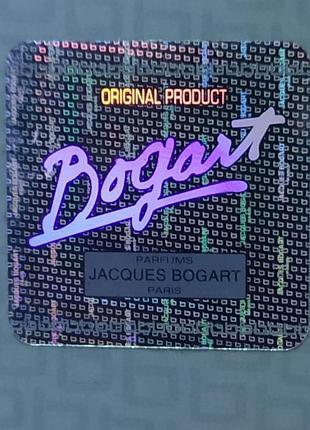 ORIGINAL PRODUCT
Bogart
PARFUMS
JACQUES BOGART
PARIS